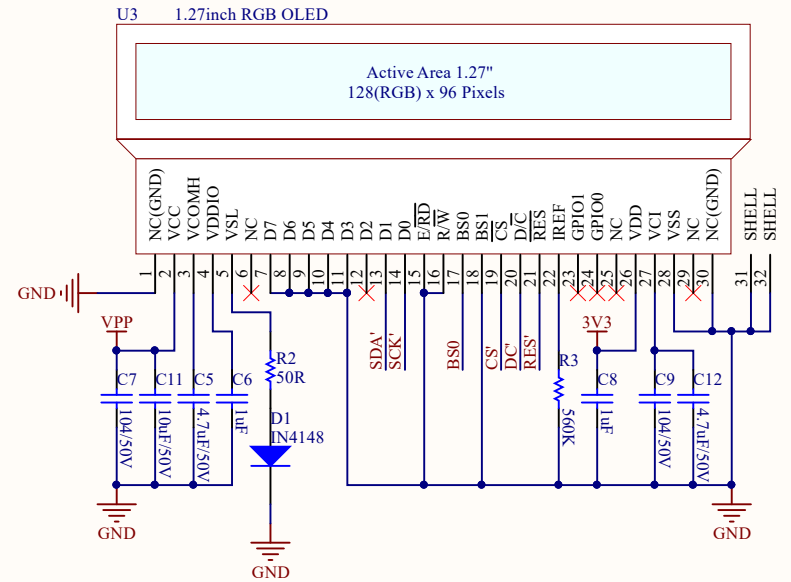 U3 1.27inch RGB OLED
Active Area 1.27"
128(RGB) x 96 Pixels
NC(GND)
VCC
VCOMH
VDDIO
VSL
NC
D7
D6
D5
D4
D3
D2
D1
D0
E/RD
R/W
BS0
BS1
CS
D/C
RES
IREF
GPIO1
GPIO0
NC
VDD
VCI
VSS
NC
NC(GND)
SHELL
SHELL
1
2
3
4
5
6
7
8
9
10
11
12
13
14
15
16
17
18
19
20
21
22
23
24
25
26
27
28
29
30
31
32
GND
VPP
SDA'
SCK'
BS0
CS'
DC'
RES'
3V3
C7
104/50V
C11
10uF/50V
C5
4.7uF/50V
C6
1uF
R2
50R
D1
IN4148
R3
560K
C8
1uF
C9
104/50V
C12
4.7uF/50V
GND
GND
GND